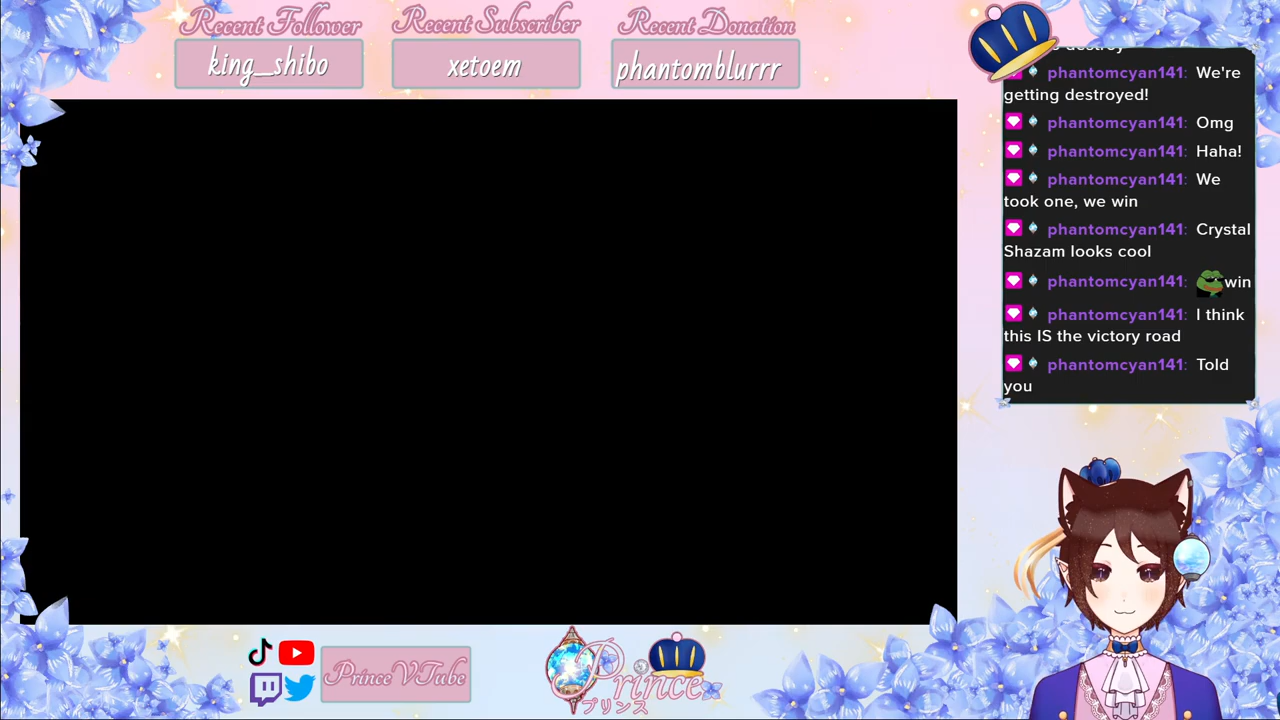 Recent Follower
king_shibo
Recent Subscriber
xetoem
Recent Donation
phantomblurrr
destroy
phantomcyan141: We're
getting destroyed!
phantomcyan141: Omg
phantomcyan141: Haha!
phantomcyan141: We
took one, we win
phantomcyan141: Crystal
Shazam looks cool
phantomcyan141: win
phantomcyan141: I think
this IS the victory road
phantomcyan141: Told
you
Prince VTube
Prince
プリンス